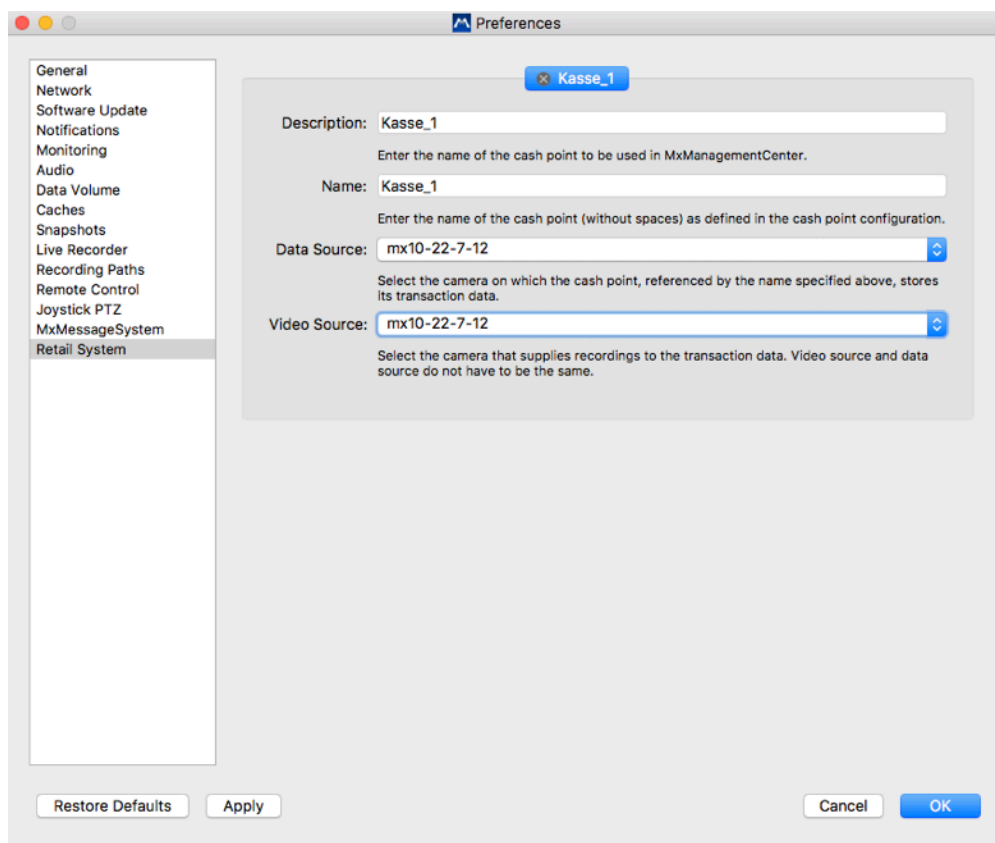 Preferences
General
Network
Software Update
Notifications
Monitoring
Audio
Data Volume
Caches
Snapshots
Live Recorder
Recording Paths
Remote Control
Joystick PTZ
MxMessageSystem
Retail System
Kasse_1
Description: Kasse_1
Enter the name of the cash point to be used in MxManagementCenter.
Name: Kasse_1
Enter the name of the cash point (without spaces) as defined in the cash point configuration.
Data Source: mx10-22-7-12
Select the camera on which the cash point, referenced by the name specified above, stores
its transaction data.
Video Source: mx10-22-7-12
Select the camera that supplies recordings to the transaction data. Video source and data
source do not have to be the same.
Restore Defaults Apply Cancel OK